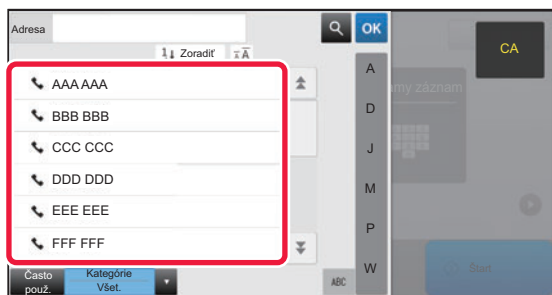 Adresa
OK
CA
Zoradiť
A
AAA AAA
BBB BBB
D
CCC CCC
J
DDD DDD
M
EEE EEE
P
FFF FFF
W
Často
použ.
Kategórie
Všet.
ABC
Štart